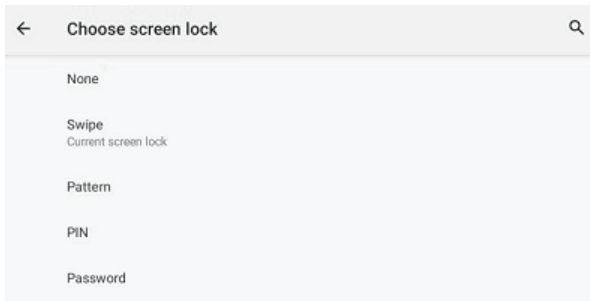 Choose screen lock
None
Swipe
Current screen lock
Pattern
PIN
Password